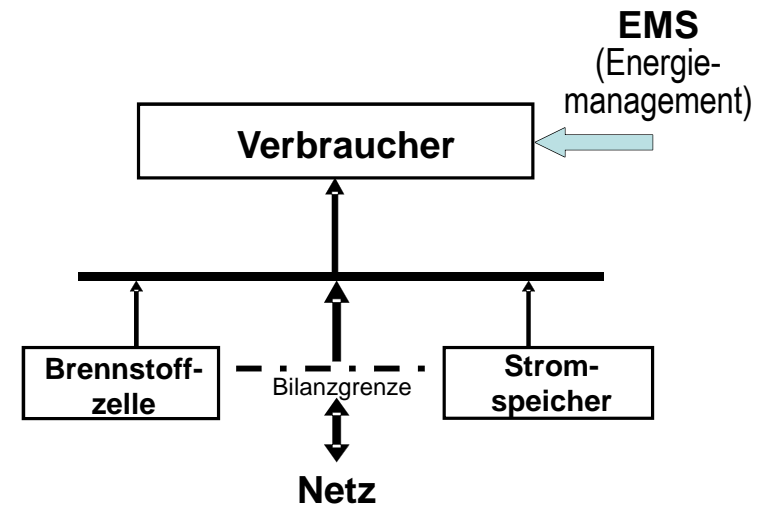 EMS
(Energie-
management)
Verbraucher
Brennstoff-
zelle
Bilanzgrenze
Strom-
speicher
Netz